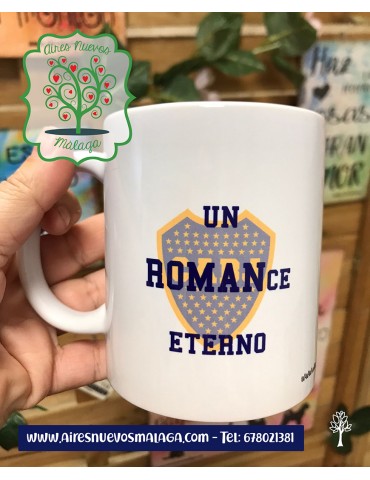 Aires Nuevos
Málaga
UN
ROMANCE
ETERNO
www.airesnuevosmalaga.com - Tel: 678021381